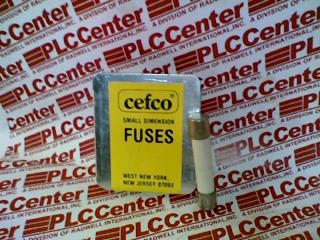 cefco
SMALL DIMENSION
FUSES
WEST NEW YORK,
NEW JERSEY 07093
PLCCenter
A DIVISION OF RADWELL INTERNATIONAL, INC.